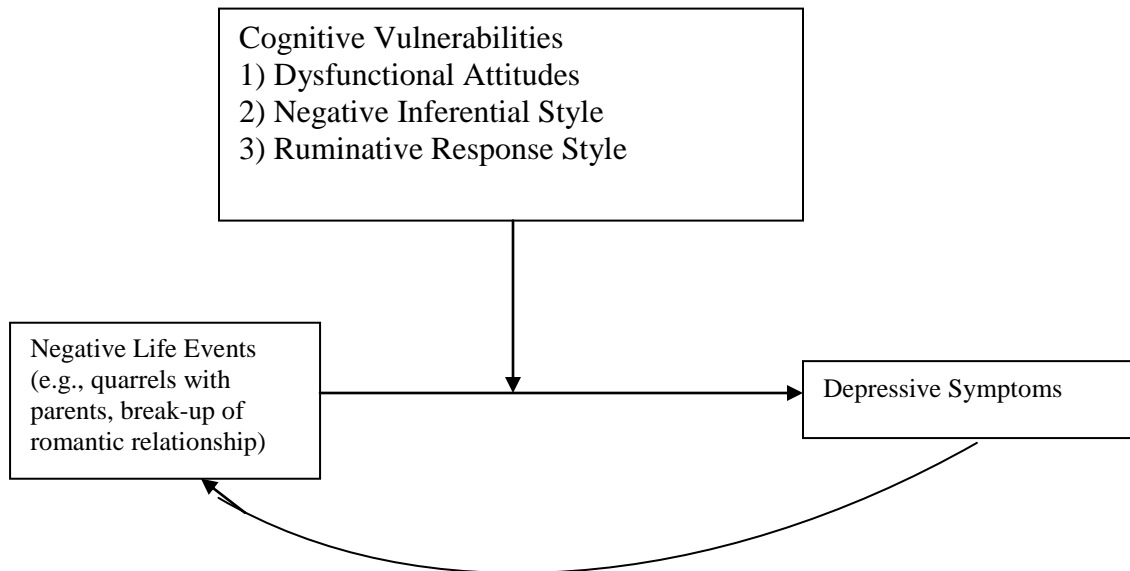 Cognitive Vulnerabilities
1) Dysfunctional Attitudes
2) Negative Inferential Style
3) Ruminative Response Style
Negative Life Events
(e.g., quarrels with
parents, break-up of
romantic relationship)
Depressive Symptoms